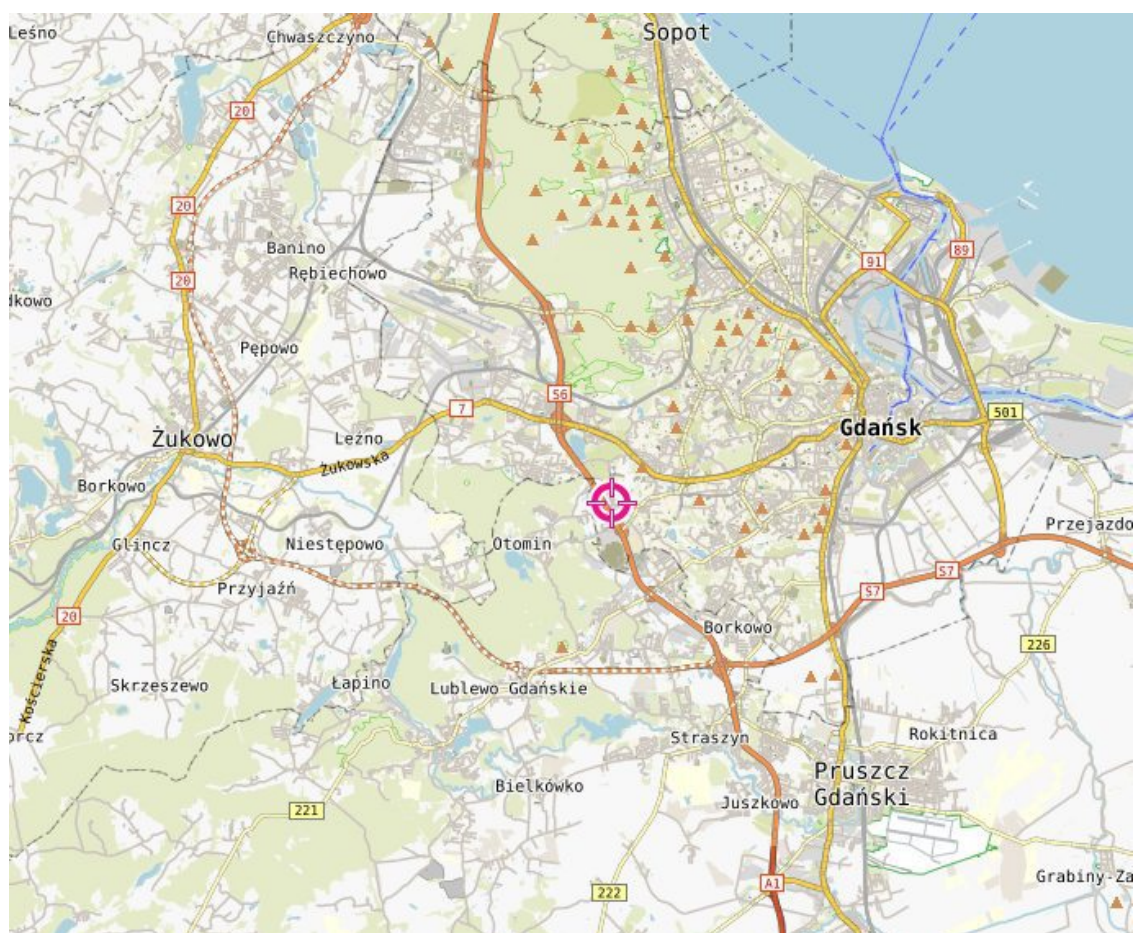 Leśno
Chwaszczyno
Sopot
20
20
20
89
91
Banino
Rębiechowo
dkowo
Pępowo
S6
7
501
Gdańsk
Żukowo
Leźno
Żukowska
Borkowo
Przejazdo
Glincz
Niestępowo
Otomin
S7
S7
Przyjaźń
20
Borkowo
226
Kościerska
Skrzeszewo
Łapino
Lublewo Gdańskie
orcz
Straszyn
Rokitnica
Pruszcz
Gdański
Bielkówko
Juszkowo
221
A1
222
Grabiny-Za